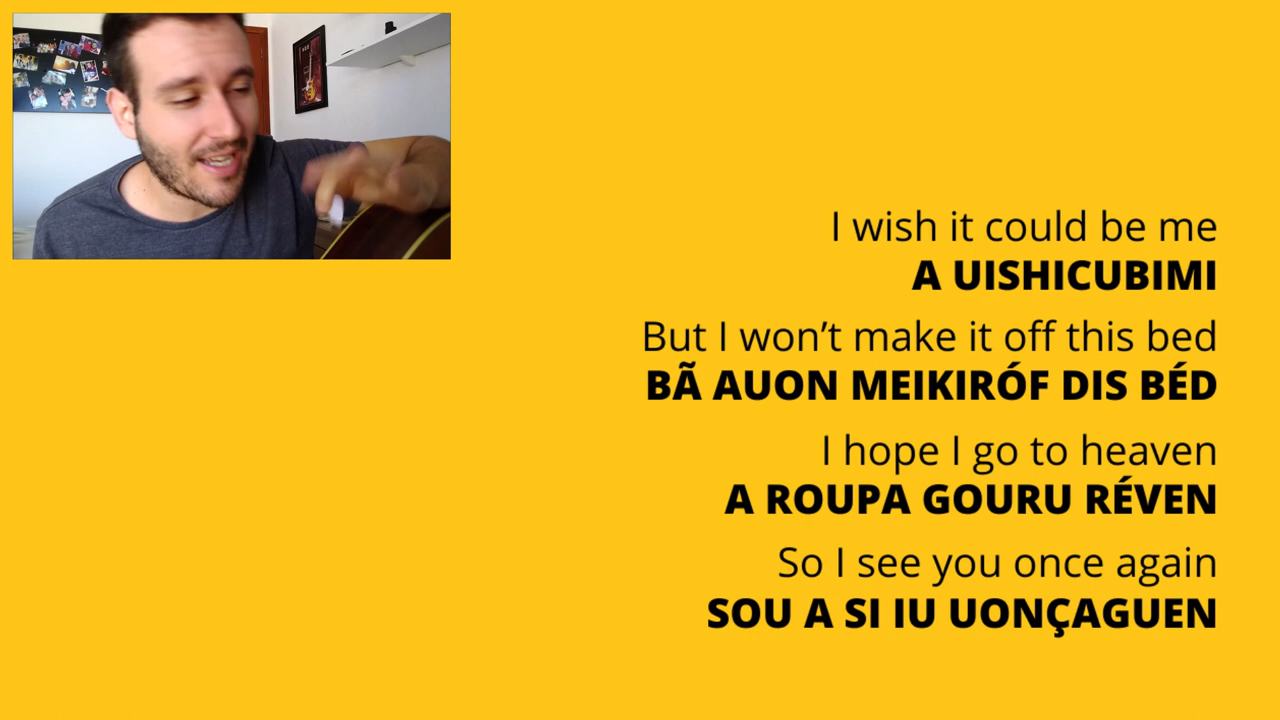 I wish it could be me
A UISHICUBIMI
But I won’t make it off this bed
BÃ AUON MEIKIRÓF DIS BÉD
I hope I go to heaven
A ROUPA GOURU RÉVEN
So I see you once again
SOU A SI IU UONÇAGUEN